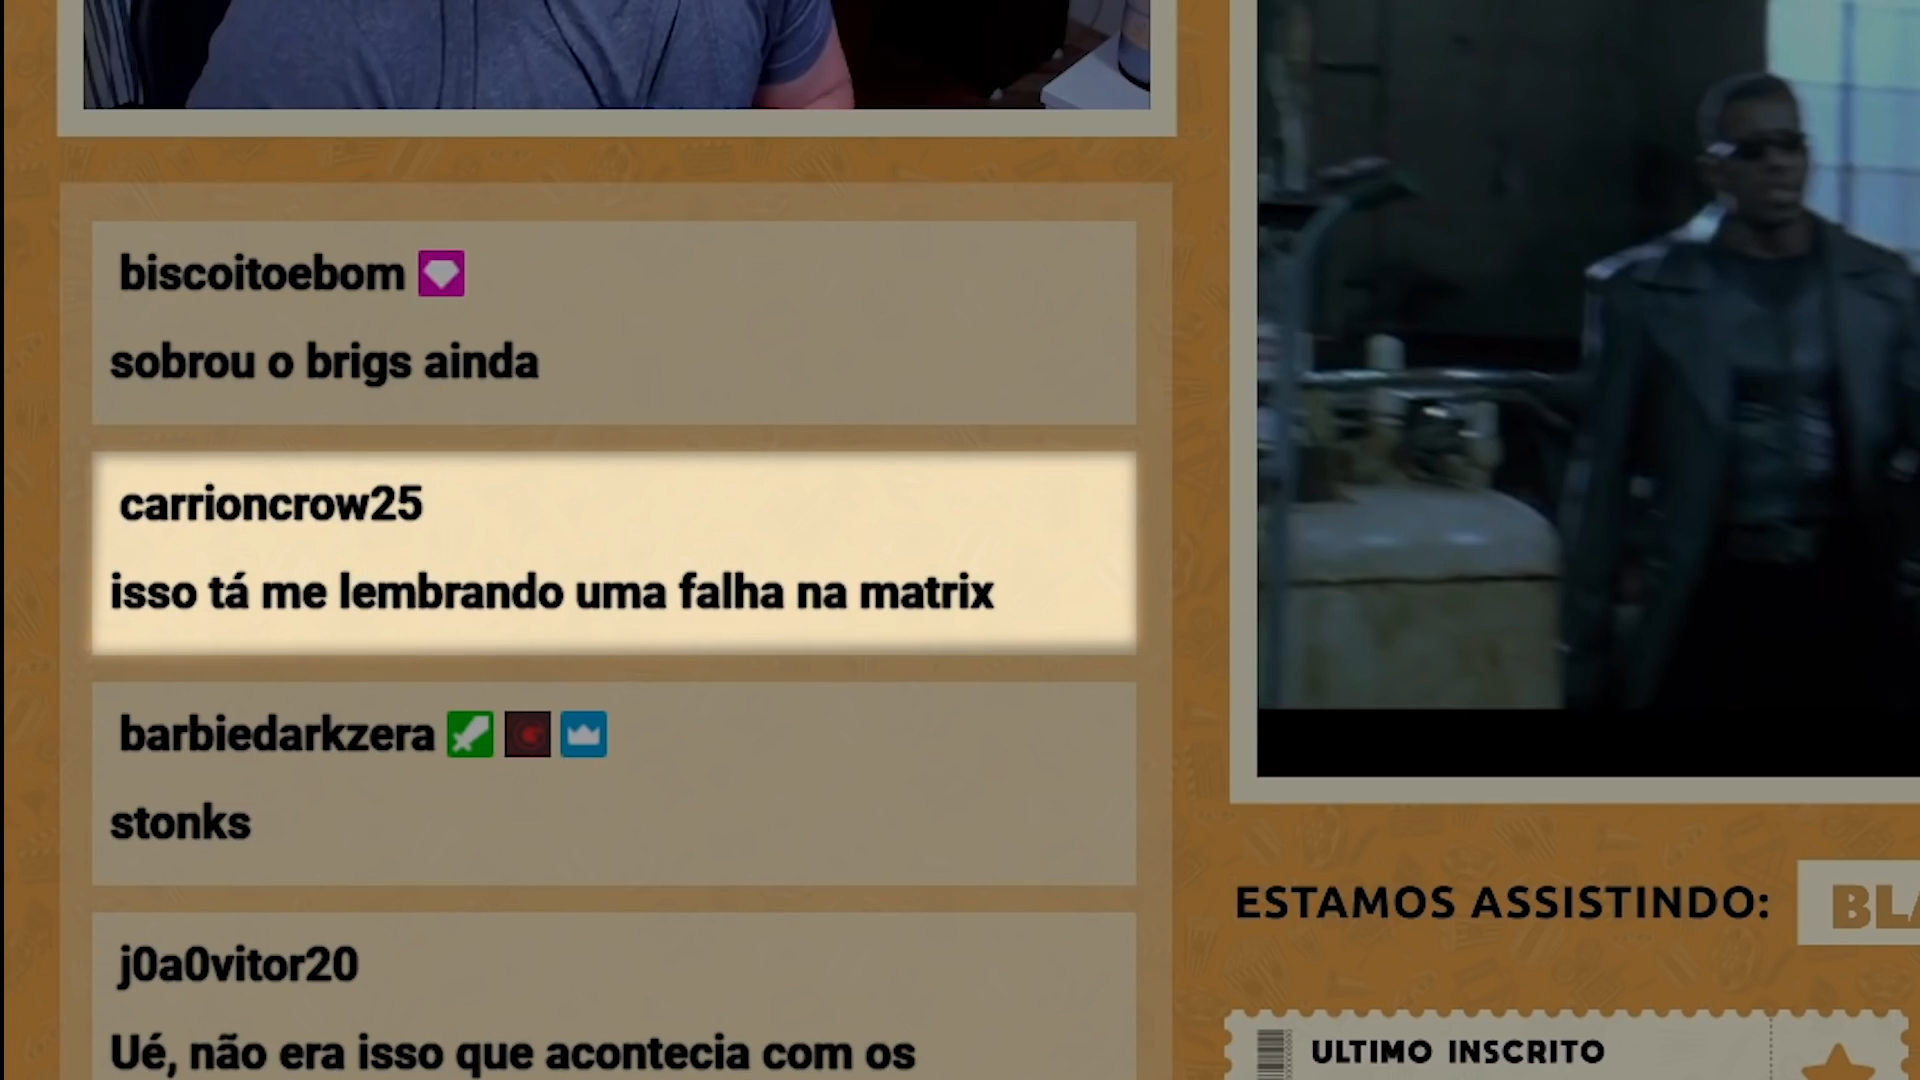 biscoitoebom
sobrou o brigs ainda
carrioncrow25
isso tá me lembrando uma falha na matrix
barbiedarkzera
stonks
j0a0vitor20
Ué, não era isso que acontecia com os
ESTAMOS ASSISTINDO:
BLA
ULTIMO INSCRITO